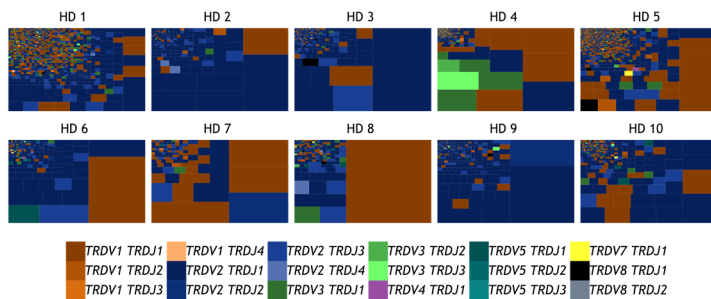 HD 1 HD 2 HD 3 HD 4 HD 5
HD 6 HD 7 HD 8 HD 9 HD 10
TRDV1 TRDJ1 TRDV1 TRDJ4 TRDV2 TRDJ3 TRDV3 TRDJ2 TRDV5 TRDJ1 TRDV7 TRDJ1
TRDV1 TRDJ2 TRDV2 TRDJ1 TRDV2 TRDJ4 TRDV3 TRDJ3 TRDV5 TRDJ2 TRDV8 TRDJ1
TRDV1 TRDJ3 TRDV2 TRDJ2 TRDV3 TRDJ1 TRDV4 TRDJ1 TRDV5 TRDJ3 TRDV8 TRDJ2